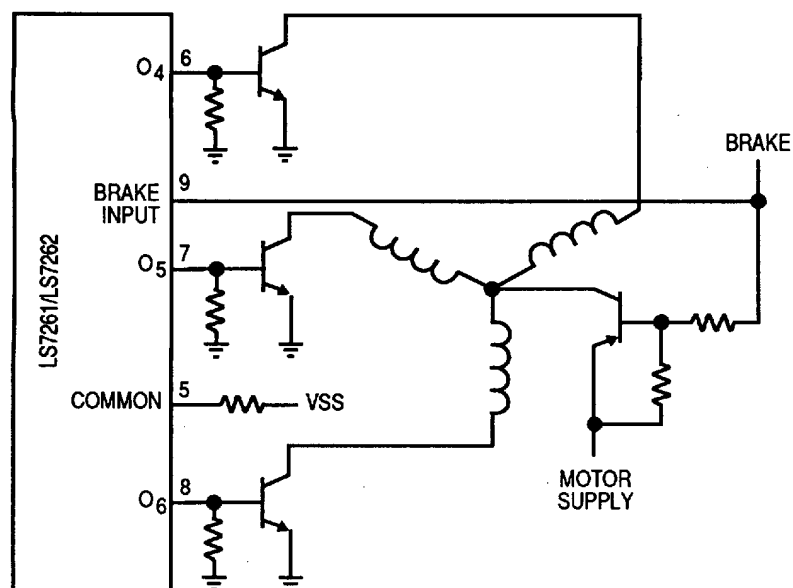 O4 6
BRAKE
BRAKE
INPUT 9
O5 7
LS7261/LS7262
COMMON 5 VSS
O6 8
MOTOR
SUPPLY